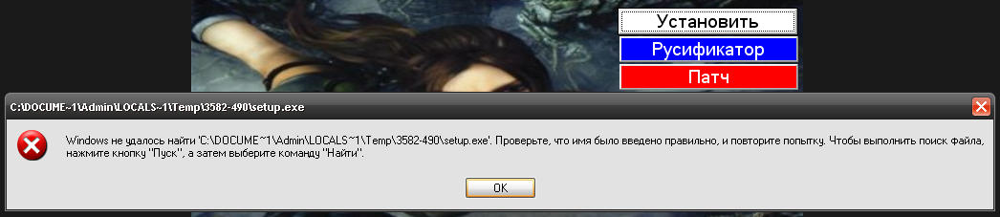 Установить
Русификатор
Патч
C:\DOCUME~1\Admin\LOCALS~1\Temp\3582-490\setup.exe
Windows не удалось найти 'C:\DOCUME~1\Admin\LOCALS~1\Temp\3582-490\setup.exe'. Проверьте, что имя было введено правильно, и повторите попытку. Чтобы выполнить поиск файла,
нажмите кнопку "Пуск", а затем выберите команду "Найти".
OK